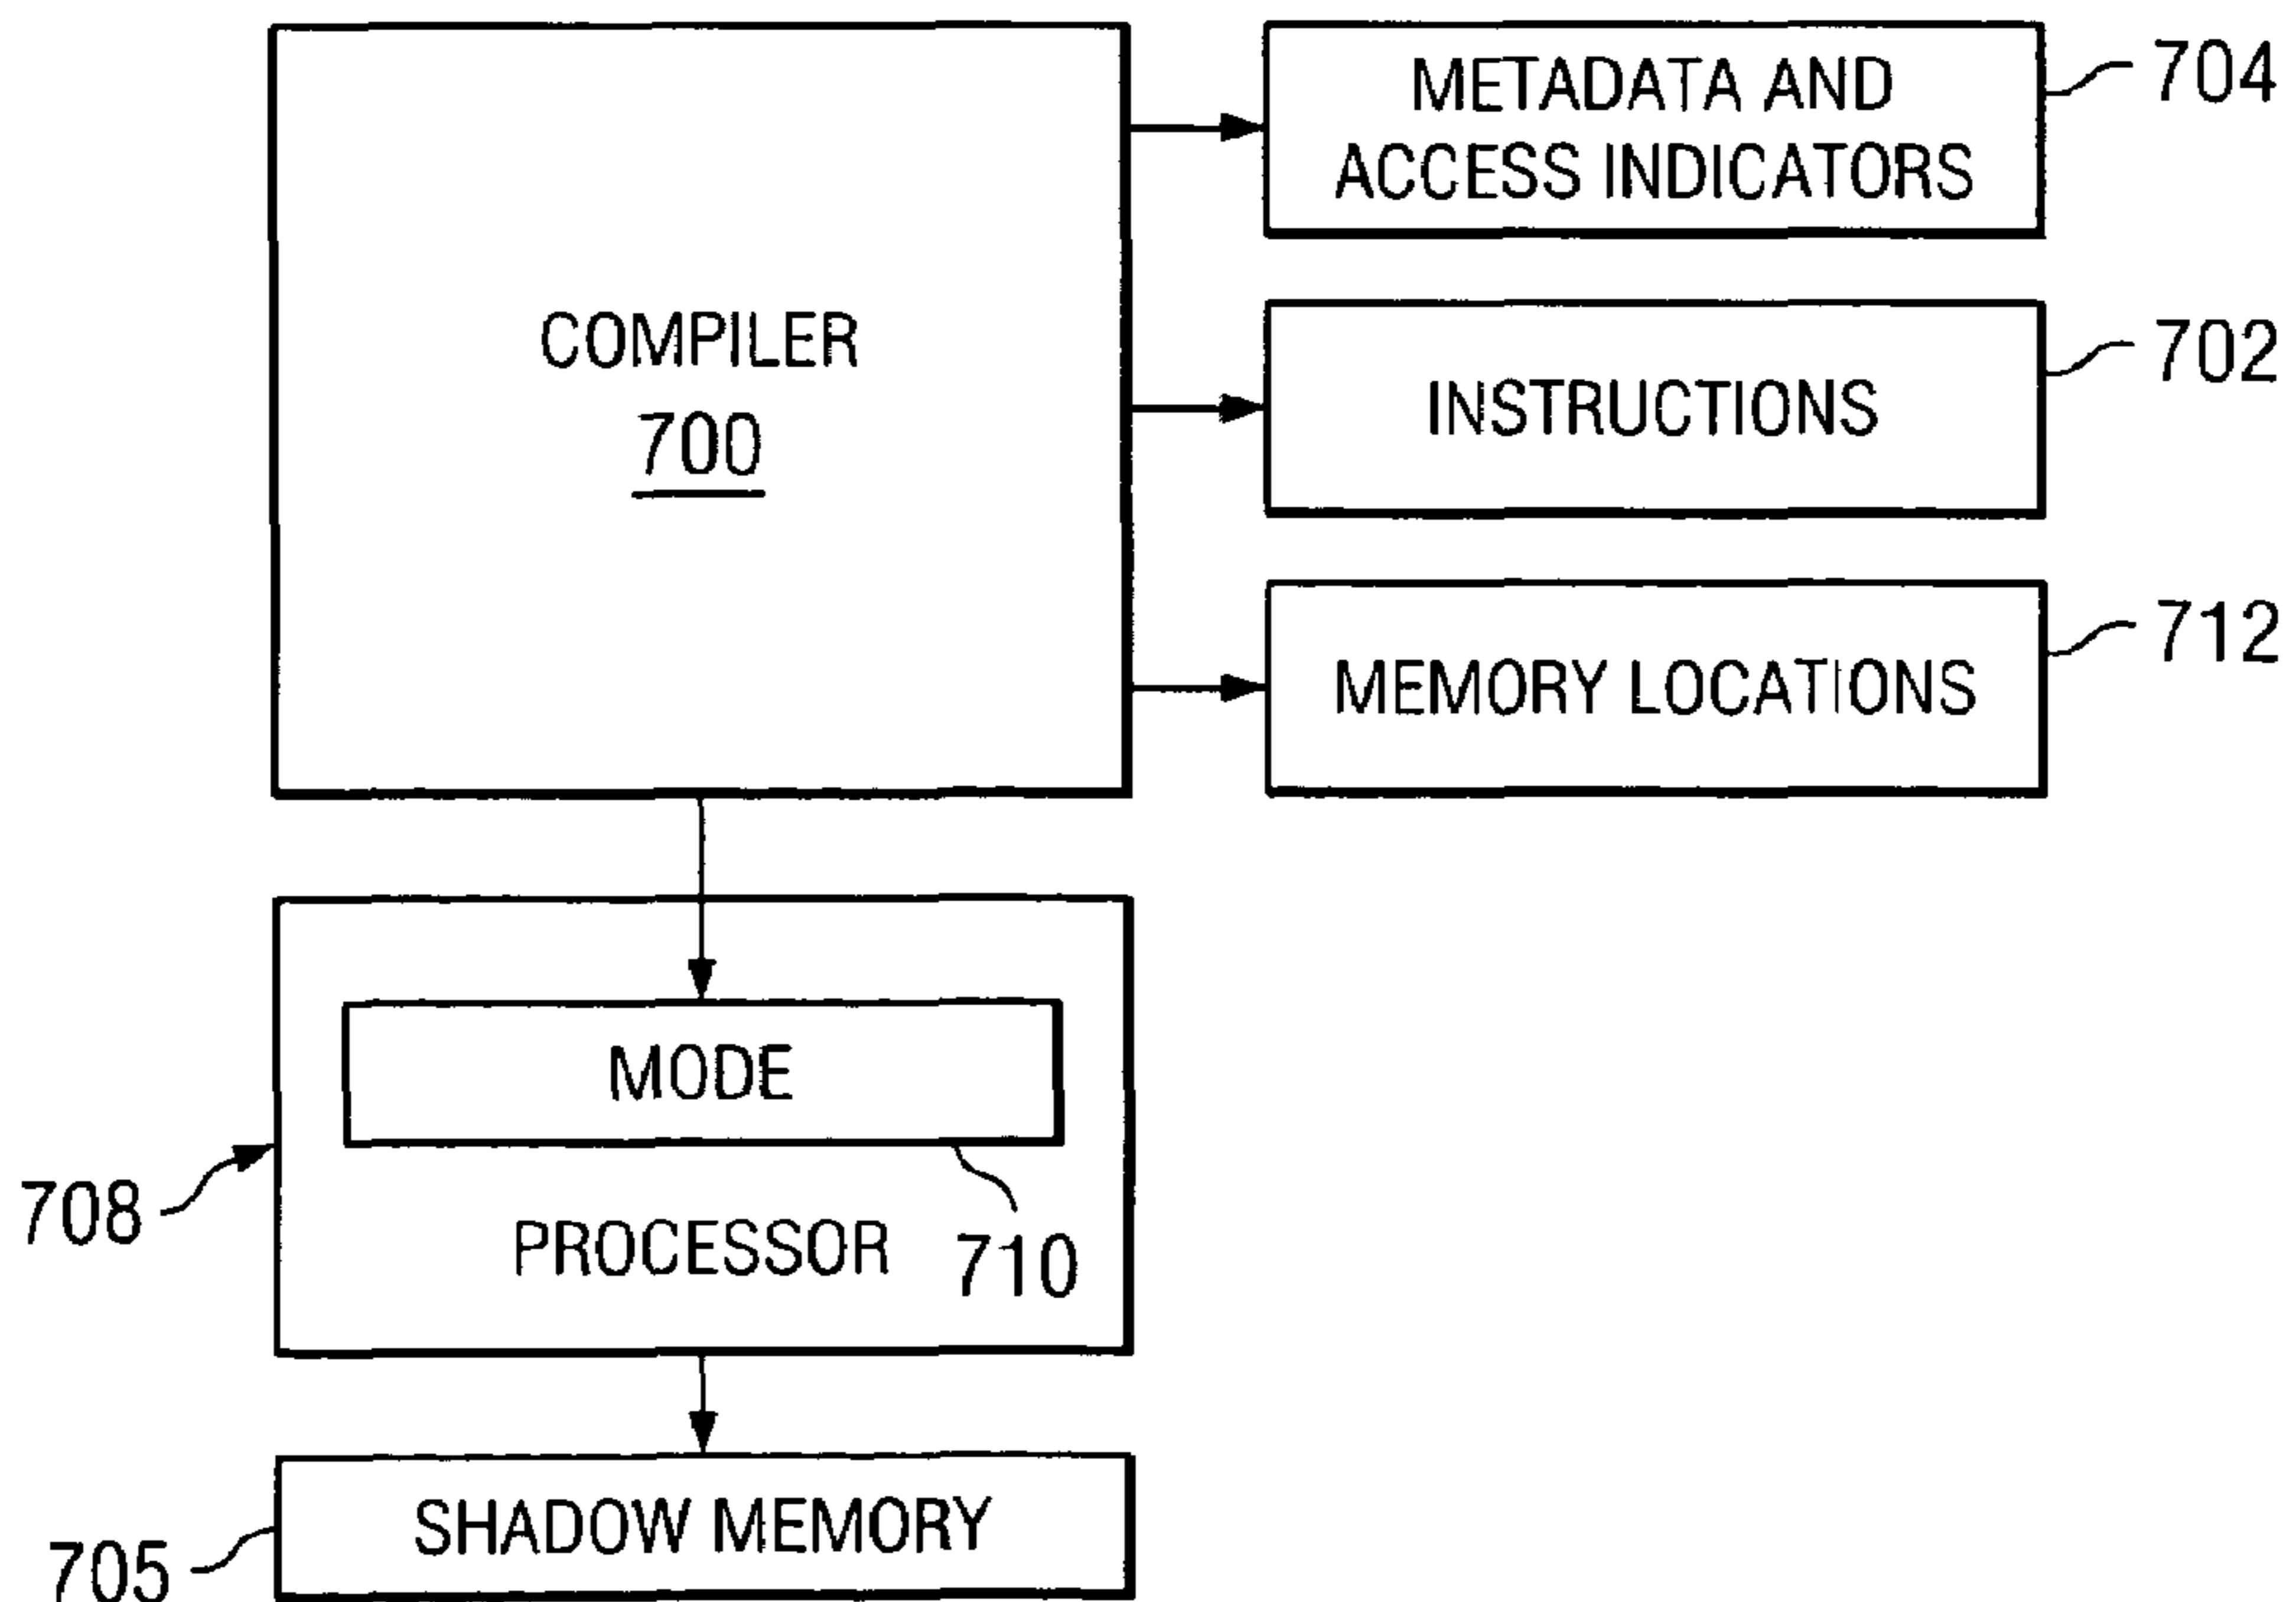 METADATA AND
ACCESS INDICATORS
704
COMPILER
700
INSTRUCTIONS
702
MEMORY LOCATIONS
712
MODE
708
PROCESSOR
710
SHADOW MEMORY
705